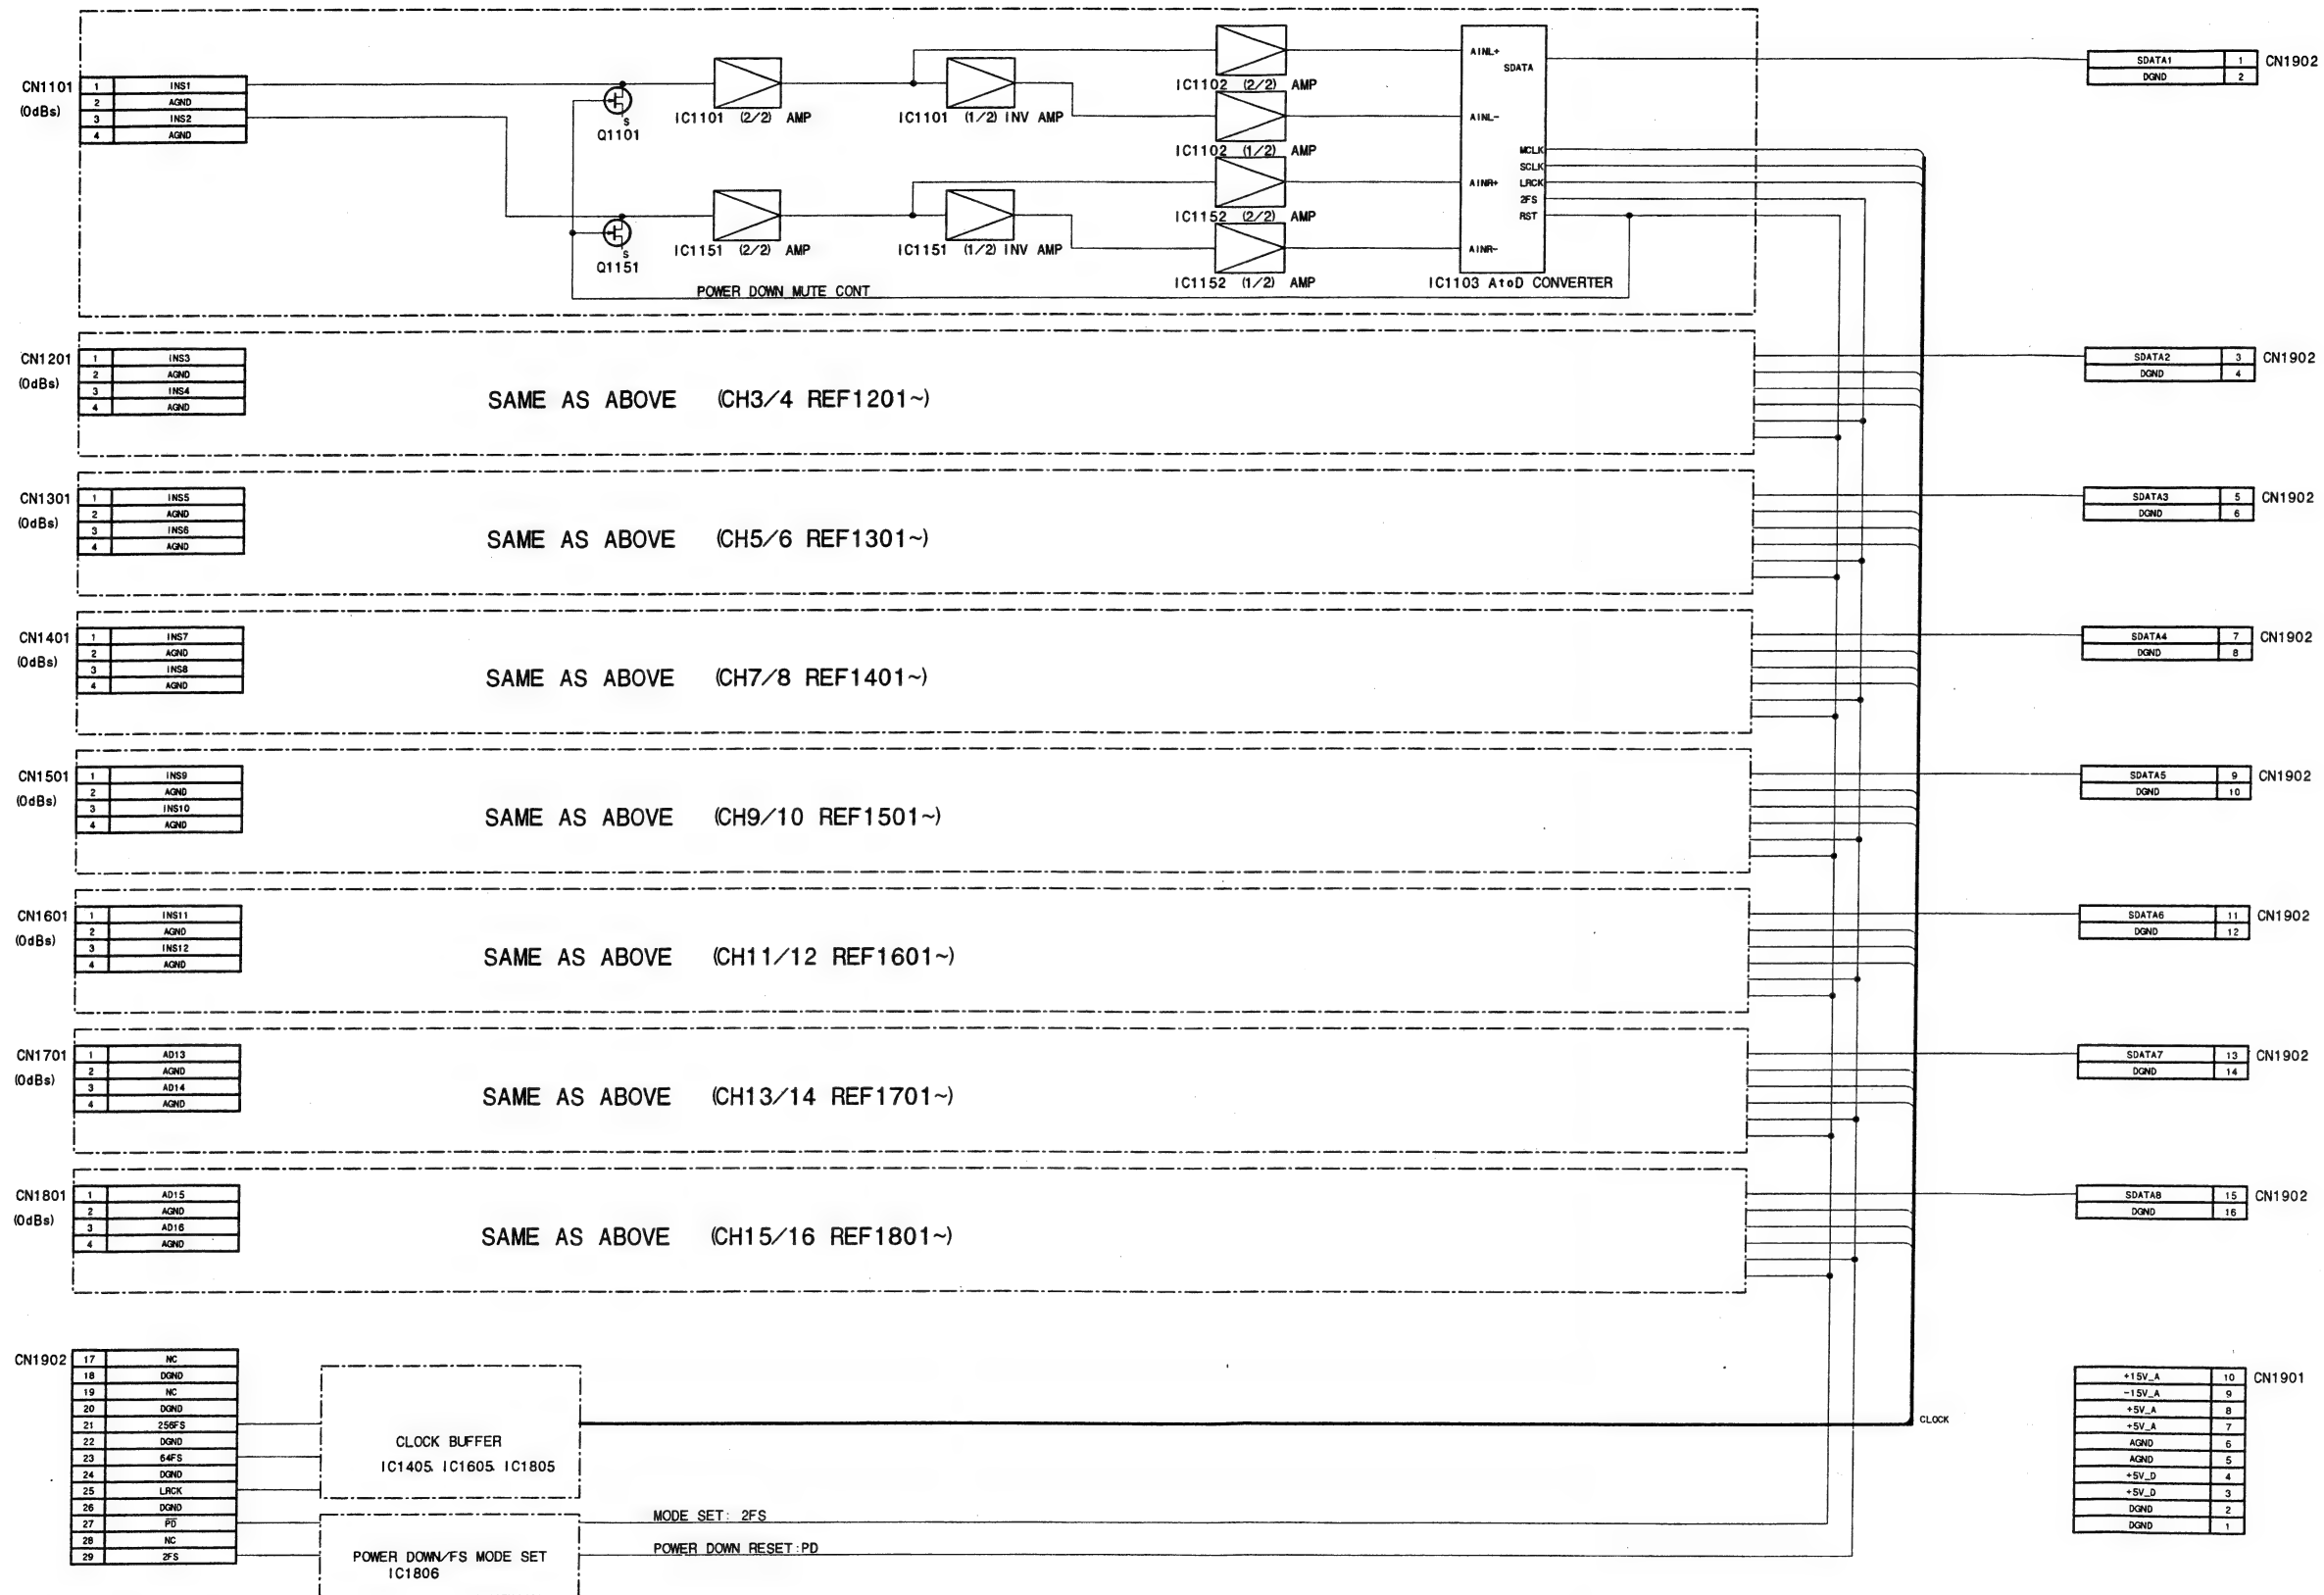 CN1101
(0dBs)
1 INS1
2 AGND
3 INS2
4 AGND
S
Q1101
IC1101 (2/2) AMP
IC1101 (1/2) INV AMP
IC1102 (2/2) AMP
IC1102 (1/2) AMP
S
Q1151
IC1151 (2/2) AMP
IC1151 (1/2) INV AMP
IC1152 (2/2) AMP
IC1152 (1/2) AMP
POWER DOWN MUTE CONT
AINL+
SDATA
AINL-
MCLK
SCLK
AINR+
LRCK
2FS
RST
AINR-
IC1103 AtoD CONVERTER
SDATA1 1
DGND 2
CN1902
CN1201
(0dBs)
1 INS3
2 AGND
3 INS4
4 AGND
SAME AS ABOVE (CH3/4 REF1201~)
SDATA2 3
DGND 4
CN1902
CN1301
(0dBs)
1 INS5
2 AGND
3 INS6
4 AGND
SAME AS ABOVE (CH5/6 REF1301~)
SDATA3 5
DGND 6
CN1902
CN1401
(0dBs)
1 INS7
2 AGND
3 INS8
4 AGND
SAME AS ABOVE (CH7/8 REF1401~)
SDATA4 7
DGND 8
CN1902
CN1501
(0dBs)
1 INS9
2 AGND
3 INS10
4 AGND
SAME AS ABOVE (CH9/10 REF1501~)
SDATA5 9
DGND 10
CN1902
CN1601
(0dBs)
1 INS11
2 AGND
3 INS12
4 AGND
SAME AS ABOVE (CH11/12 REF1601~)
SDATA6 11
DGND 12
CN1902
CN1701
(0dBs)
1 AD13
2 AGND
3 AD14
4 AGND
SAME AS ABOVE (CH13/14 REF1701~)
SDATA7 13
DGND 14
CN1902
CN1801
(0dBs)
1 AD15
2 AGND
3 AD16
4 AGND
SAME AS ABOVE (CH15/16 REF1801~)
SDATA8 15
DGND 16
CN1902
CN1902
17 NC
18 DGND
19 NC
20 DGND
21 256FS
22 DGND
23 64FS
24 DGND
25 LRCK
26 DGND
27 PD
28 NC
29 2FS
CLOCK BUFFER
IC1405, IC1605, IC1805
POWER DOWN/FS MODE SET
IC1806
MODE SET: 2FS
POWER DOWN RESET:PD
CLOCK
+15V_A 10
-15V_A 9
+5V_A 8
+5V_A 7
AGND 6
AGND 5
+5V_D 4
+5V_D 3
DGND 2
DGND 1
CN1901